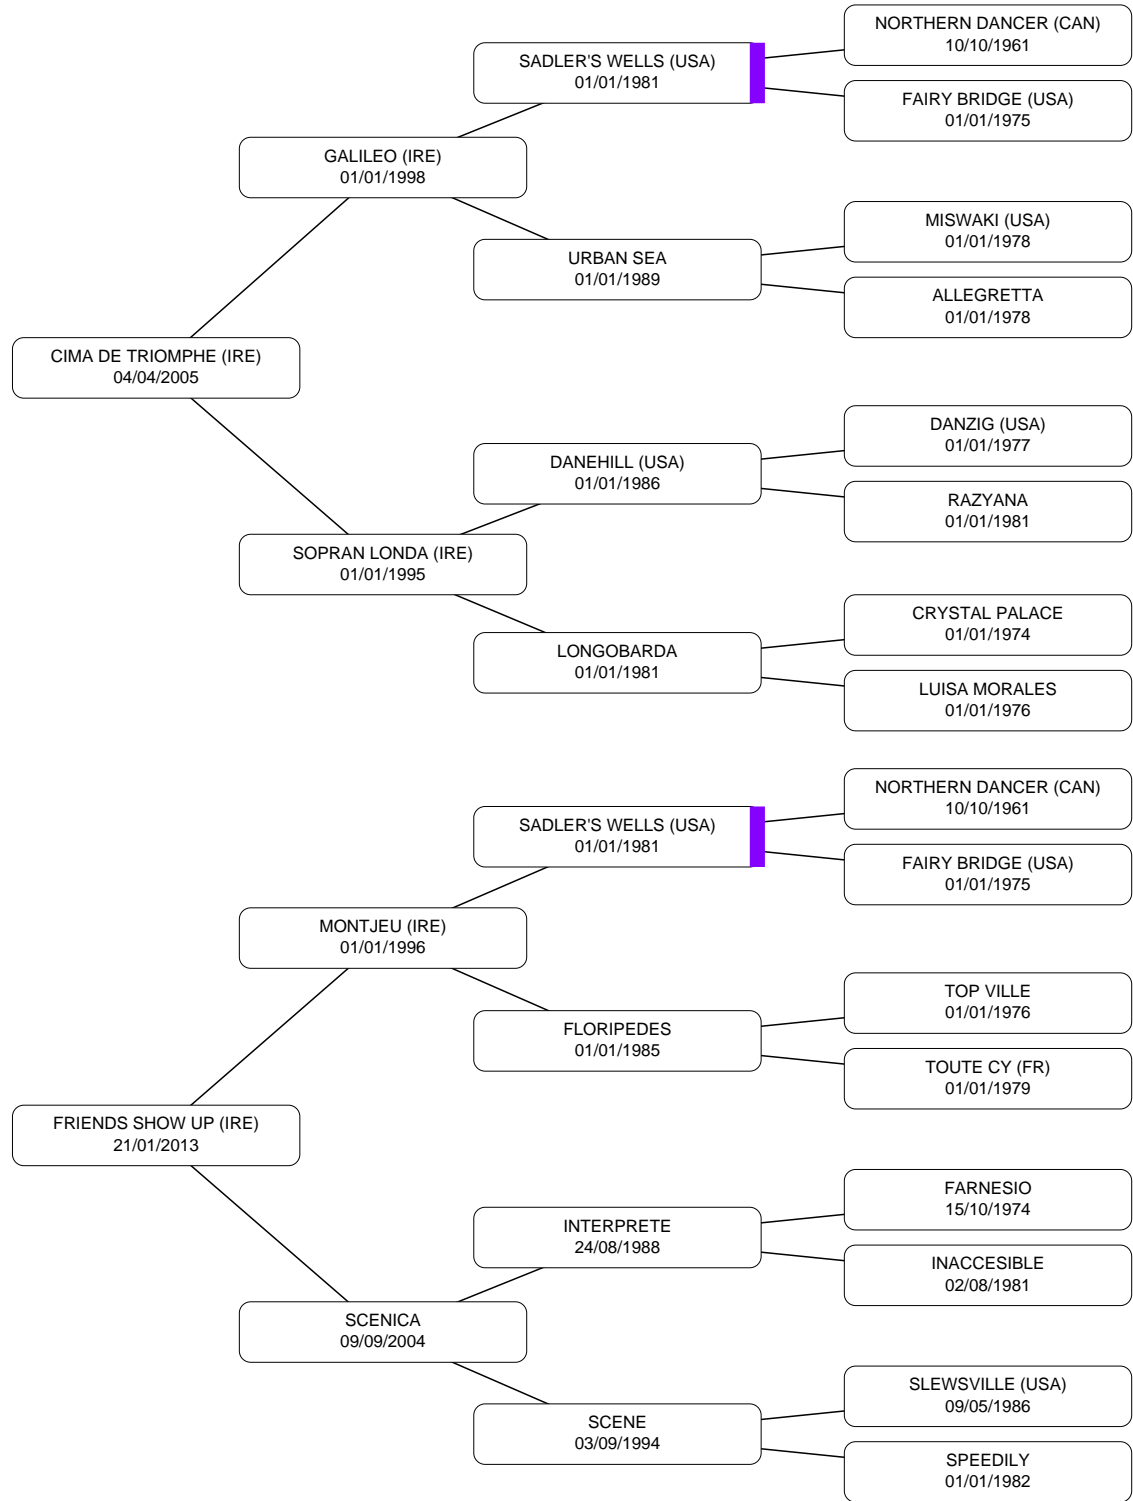 NORTHERN DANCER (CAN)
10/10/1961
SADLER'S WELLS (USA)
01/01/1981
FAIRY BRIDGE (USA)
01/01/1975
GALILEO (IRE)
01/01/1998
MISWAKI (USA)
01/01/1978
URBAN SEA
01/01/1989
ALLEGRETTA
01/01/1978
CIMA DE TRIOMPHE (IRE)
04/04/2005
DANZIG (USA)
01/01/1977
DANEHILL (USA)
01/01/1986
RAZYANA
01/01/1981
SOPRAN LONDA (IRE)
01/01/1995
CRYSTAL PALACE
01/01/1974
LONGOBARDA
01/01/1981
LUISA MORALES
01/01/1976
NORTHERN DANCER (CAN)
10/10/1961
SADLER'S WELLS (USA)
01/01/1981
FAIRY BRIDGE (USA)
01/01/1975
MONTJEU (IRE)
01/01/1996
TOP VILLE
01/01/1976
FLORIPEDES
01/01/1985
TOUTE CY (FR)
01/01/1979
FRIENDS SHOW UP (IRE)
21/01/2013
FARNESIO
15/10/1974
INTERPRETE
24/08/1988
INACCESIBLE
02/08/1981
SCENICA
09/09/2004
SLEWSVILLE (USA)
09/05/1986
SCENE
03/09/1994
SPEEDILY
01/01/1982